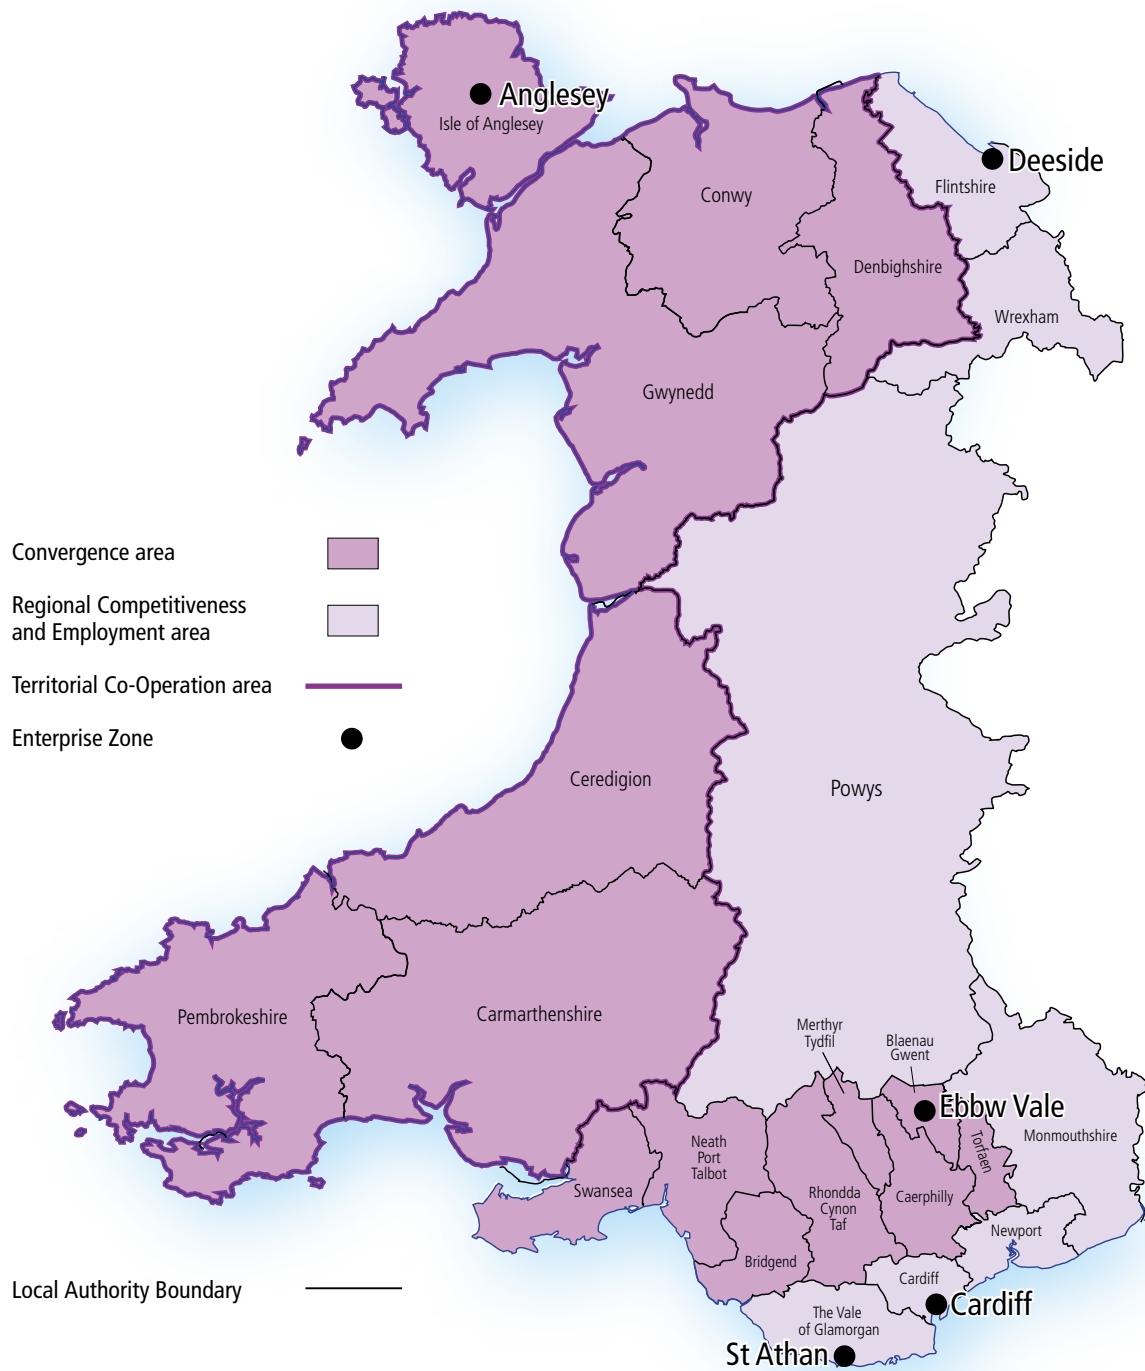 Anglesey
Isle of Anglesey
Deeside
Flintshire
Conwy
Denbighshire
Wrexham
Gwynedd
Convergence area
Regional Competitiveness
and Employment area
Territorial Co-Operation area
Enterprise Zone
Ceredigion
Powys
Pembrokeshire
Carmarthenshire
Merthyr
Tydfil
Blaenau
Gwent
Ebbw Vale
Monmouthshire
Torfaen
Neath
Port
Talbot
Swansea
Rhondda
Cynon
Taf
Caerphilly
Newport
Bridgend
Cardiff
Local Authority Boundary
Cardiff
The Vale
of Glamorgan
St Athan